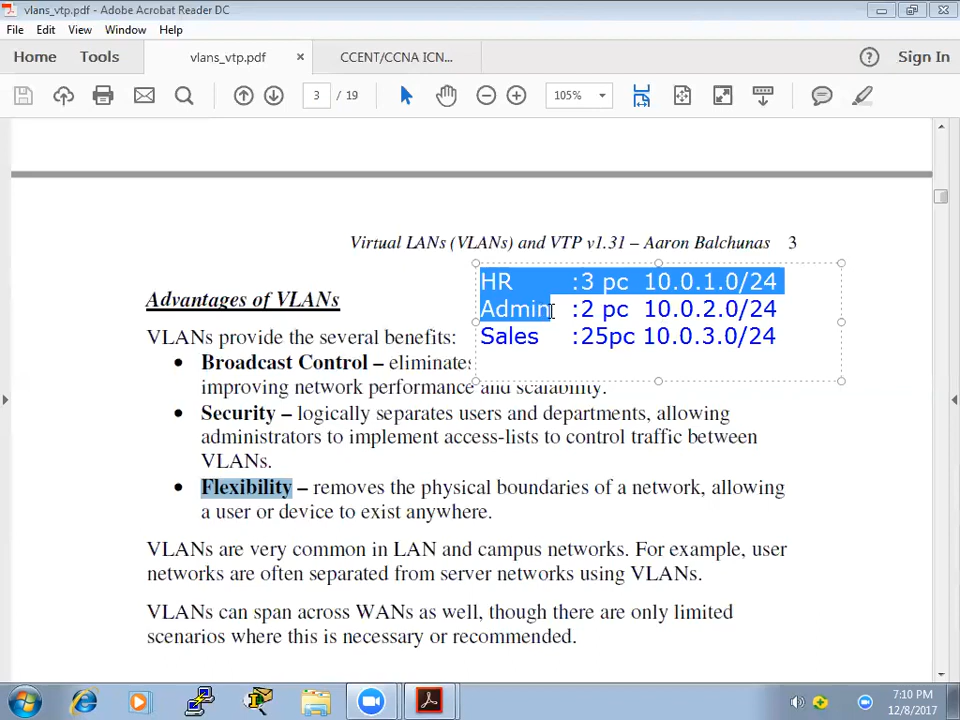 vlans_vtp.pdf - Adobe Acrobat Reader DC
File Edit View Window Help
Home Tools vlans_vtp.pdf × CCENT/CCNA ICN... ? Sign In
3 / 19 105%
Virtual LANs (VLANs) and VTP v1.31 – Aaron Balchunas 3
HR :3 pc 10.0.1.0/24
Admin :2 pc 10.0.2.0/24
Sales :25pc 10.0.3.0/24
Advantages of VLANs
VLANs provide the several benefits:
• Broadcast Control – eliminates
improving network performance and scalability.
• Security – logically separates users and departments, allowing
administrators to implement access-lists to control traffic between
VLANs.
• Flexibility – removes the physical boundaries of a network, allowing
a user or device to exist anywhere.
VLANs are very common in LAN and campus networks. For example, user
networks are often separated from server networks using VLANs.
VLANs can span across WANs as well, though there are only limited
scenarios where this is necessary or recommended.
7:10 PM
12/8/2017